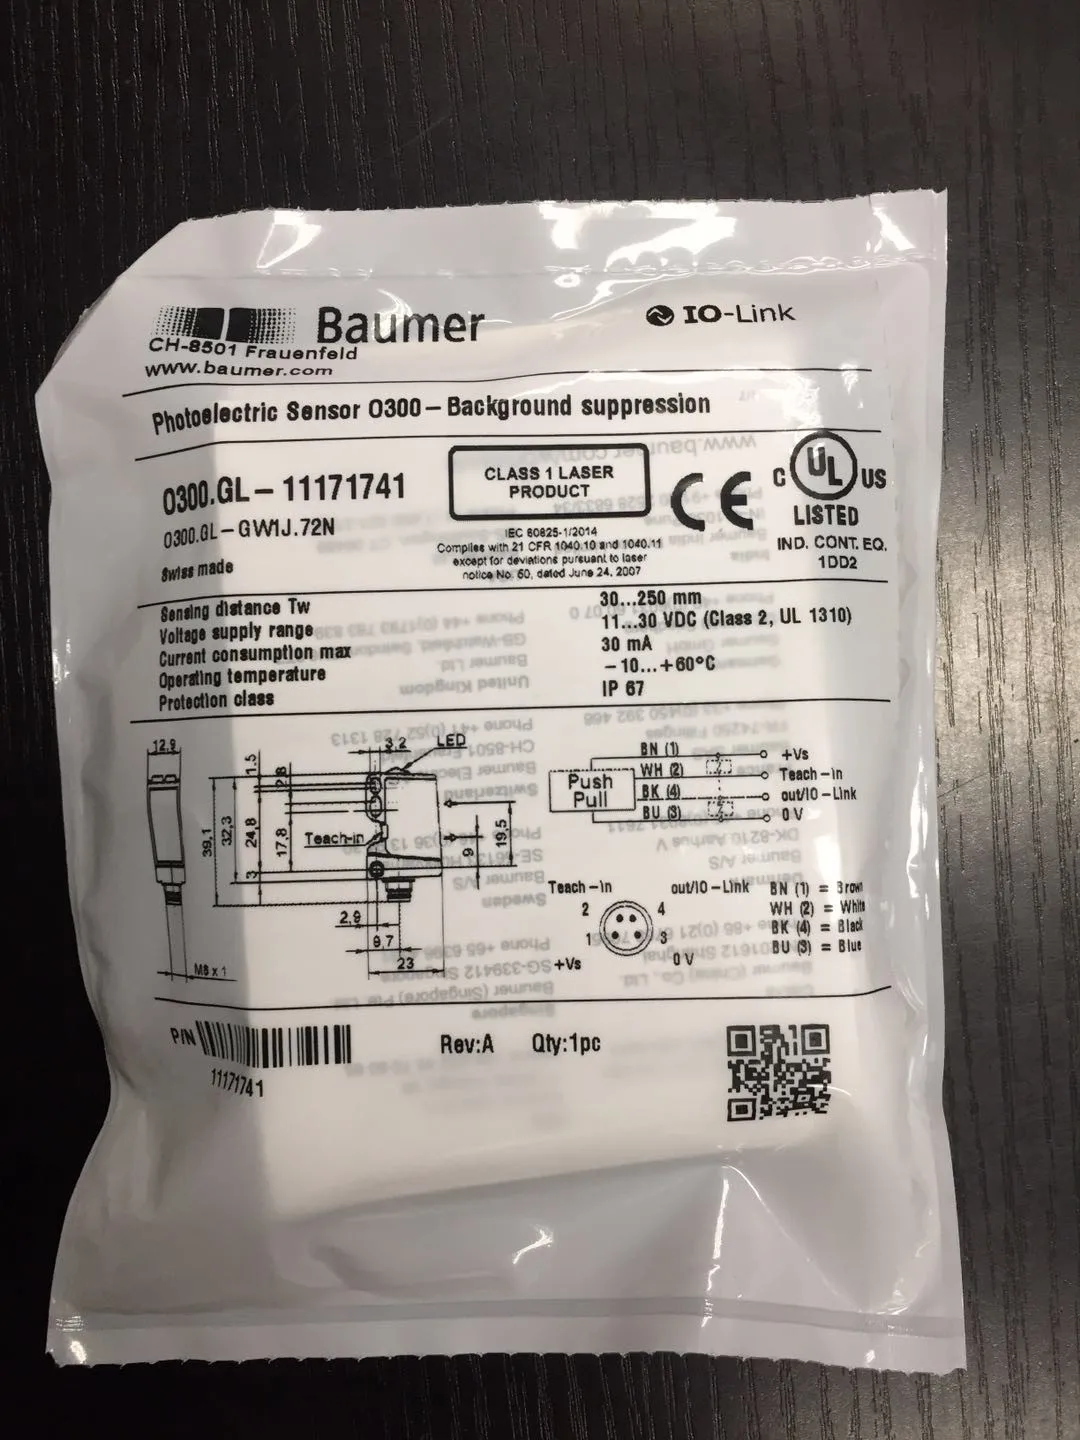 Baumer
IO-Link
CH-8501 Frauenfeld
www.baumer.com
Photoelectric Sensor O300 – Background suppression
O300.GL – 11171741
O300.GL – GW1J.72N
Swiss made
CLASS 1 LASER
PRODUCT
IEC 60825-1/2014
Complies with 21 CFR 1040.10 and 1040.11
except for deviations pursuant to laser
notice No. 50, dated June 24, 2007
CE
C UL US
LISTED
IND. CONT. EQ.
1DD2
Sensing distance Tw 30...250 mm
Voltage supply range 11...30 VDC (Class 2, UL 1310)
Current consumption max 30 mA
Operating temperature –10...+60°C
Protection class IP 67
12,9
39,1
32,3
1,5
24,8
3
2,8
17,8
3,2
LED
Teach-in
9
19,5
2,9
9,7
23
M8 x 1
Push
Pull
BN (1) +Vs
WH (2) Teach-in
BK (4) out/IO-Link
BU (3) 0 V
Z
Z
Teach-in out/IO-Link
2 4
1 3
+Vs 0 V
BN (1) = Brown
WH (2) = White
BK (4) = Black
BU (3) = Blue
P/N
11171741
Rev:A Qty:1pc